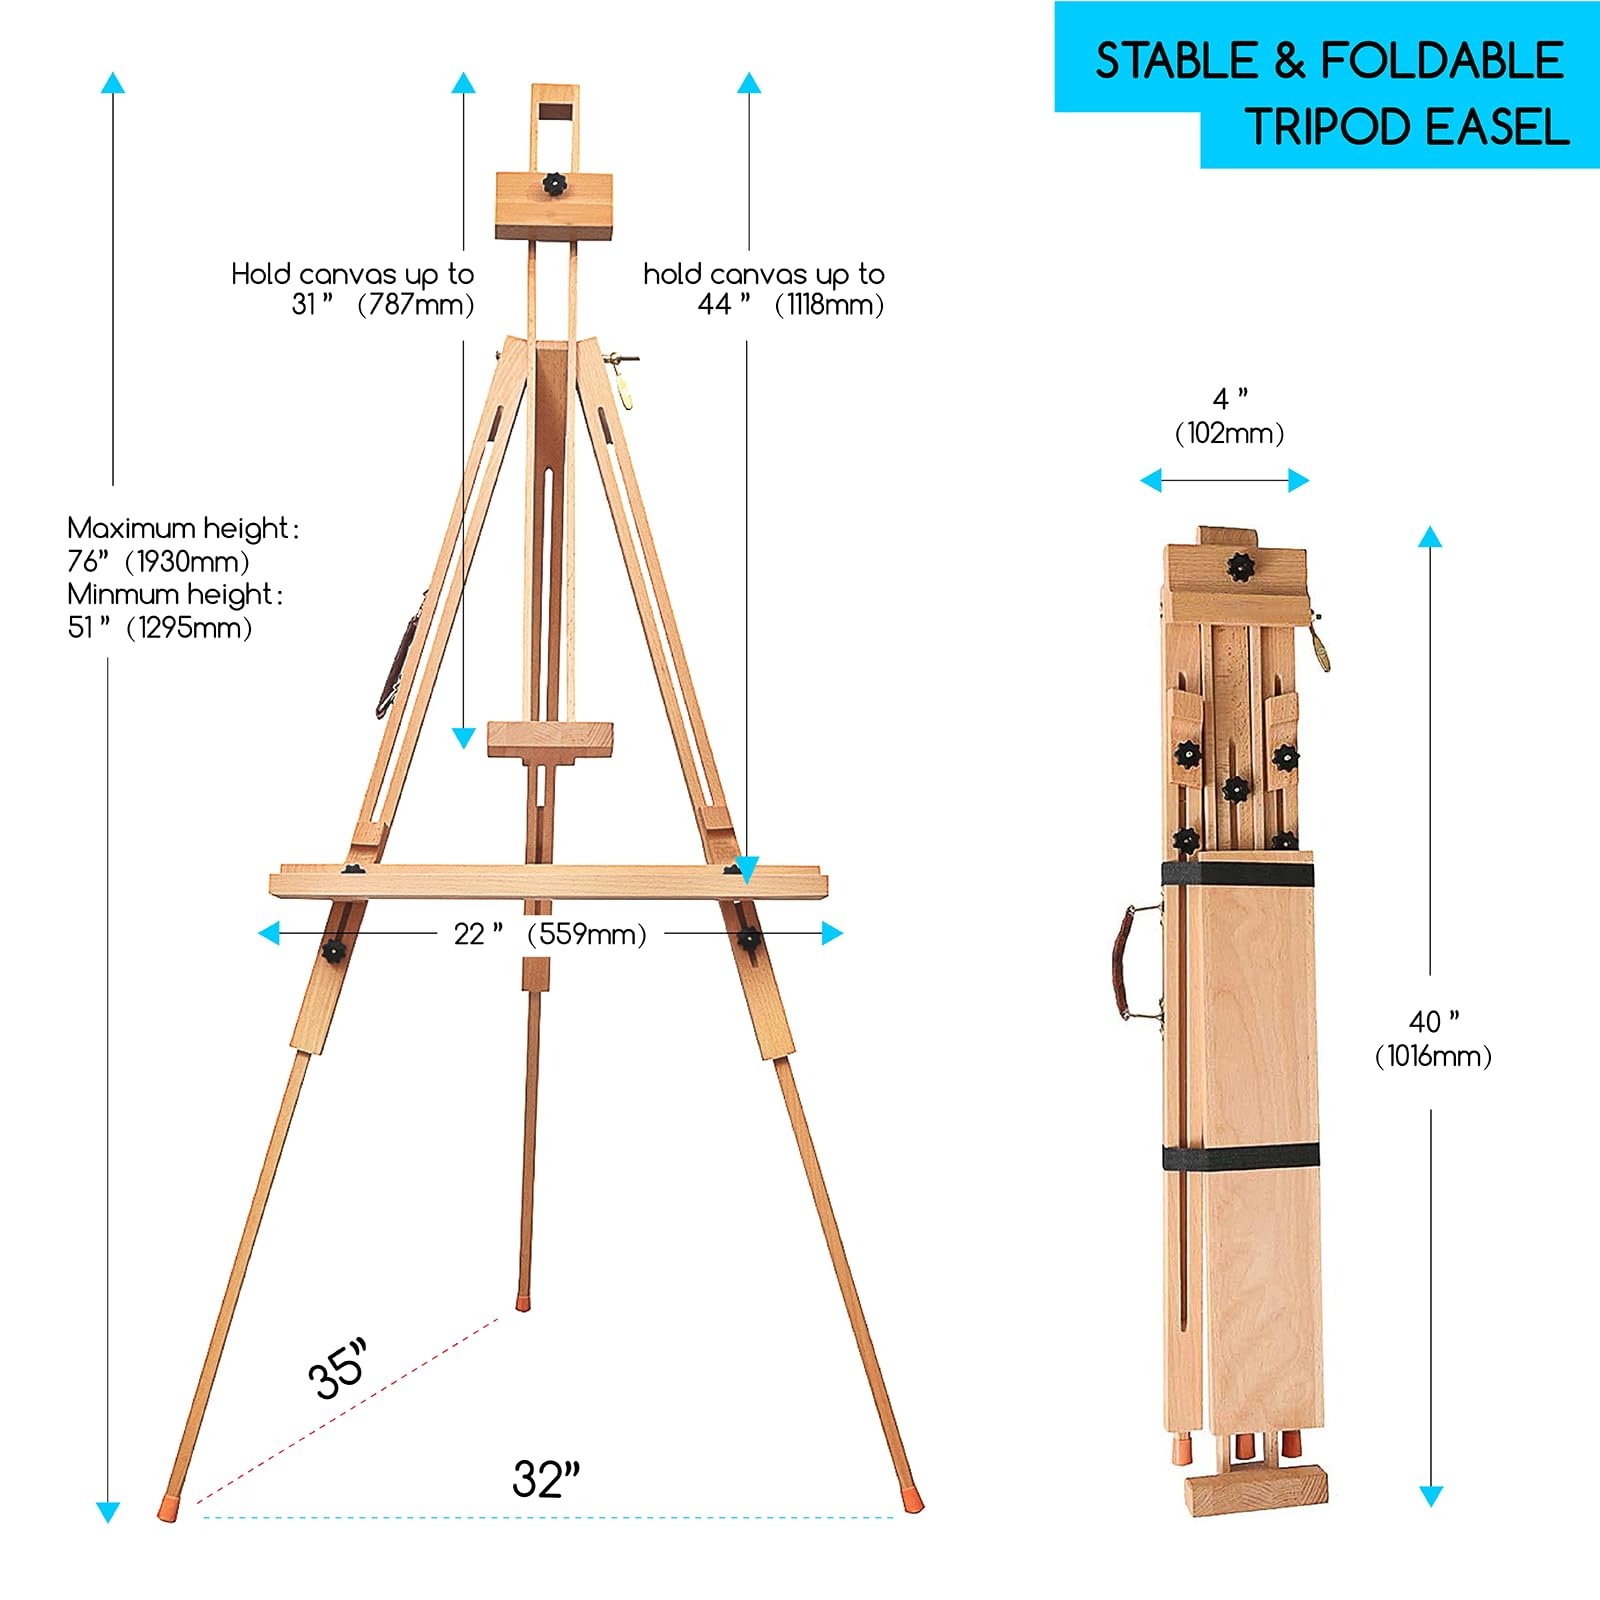 STABLE & FOLDABLE
TRIPOD EASEL
Hold canvas up to
31 " (787mm)
hold canvas up to
44 " (1118mm)
4 "
(102mm)
Maximum height:
76" (1930mm)
Minmum height:
51 " (1295mm)
22 " (559mm)
40 "
(1016mm)
35"
32"